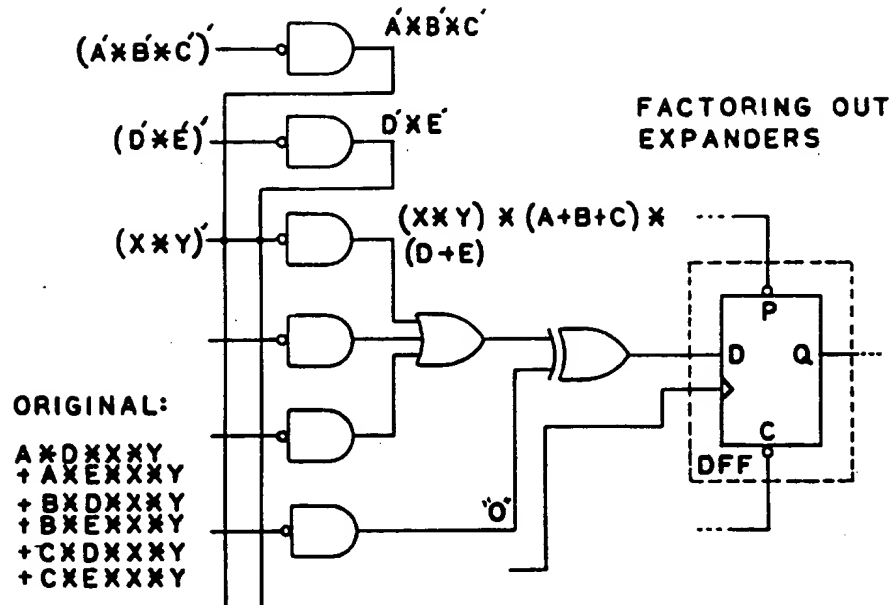 (A'*B'*C')'
A'*B'*C'
(D'*E')'
D'*E'
FACTORING OUT
EXPANDERS
(X*Y)'
(X*Y) * (A+B+C) *
(D+E)
P
D
Q
C
DFF
"0"
ORIGINAL:
A*D*X*Y
+A*E*X*Y
+B*D*X*Y
+B*E*X*Y
+C*D*X*Y
+C*E*X*Y